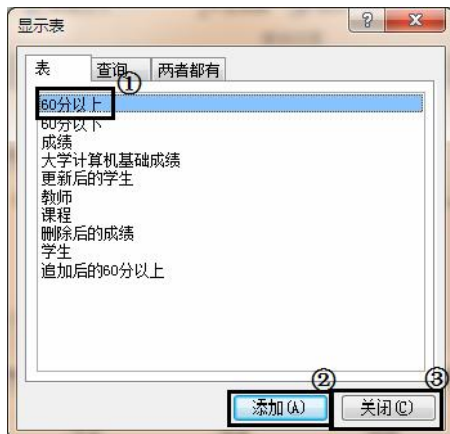 显示表
表 查询 两者都有
①
60分以上
60分以下
成绩
大学计算机基础成绩
更新后的学生
教师
课程
删除后的成绩
学生
追加后的60分以上
② ③
添加(A) 关闭(C)